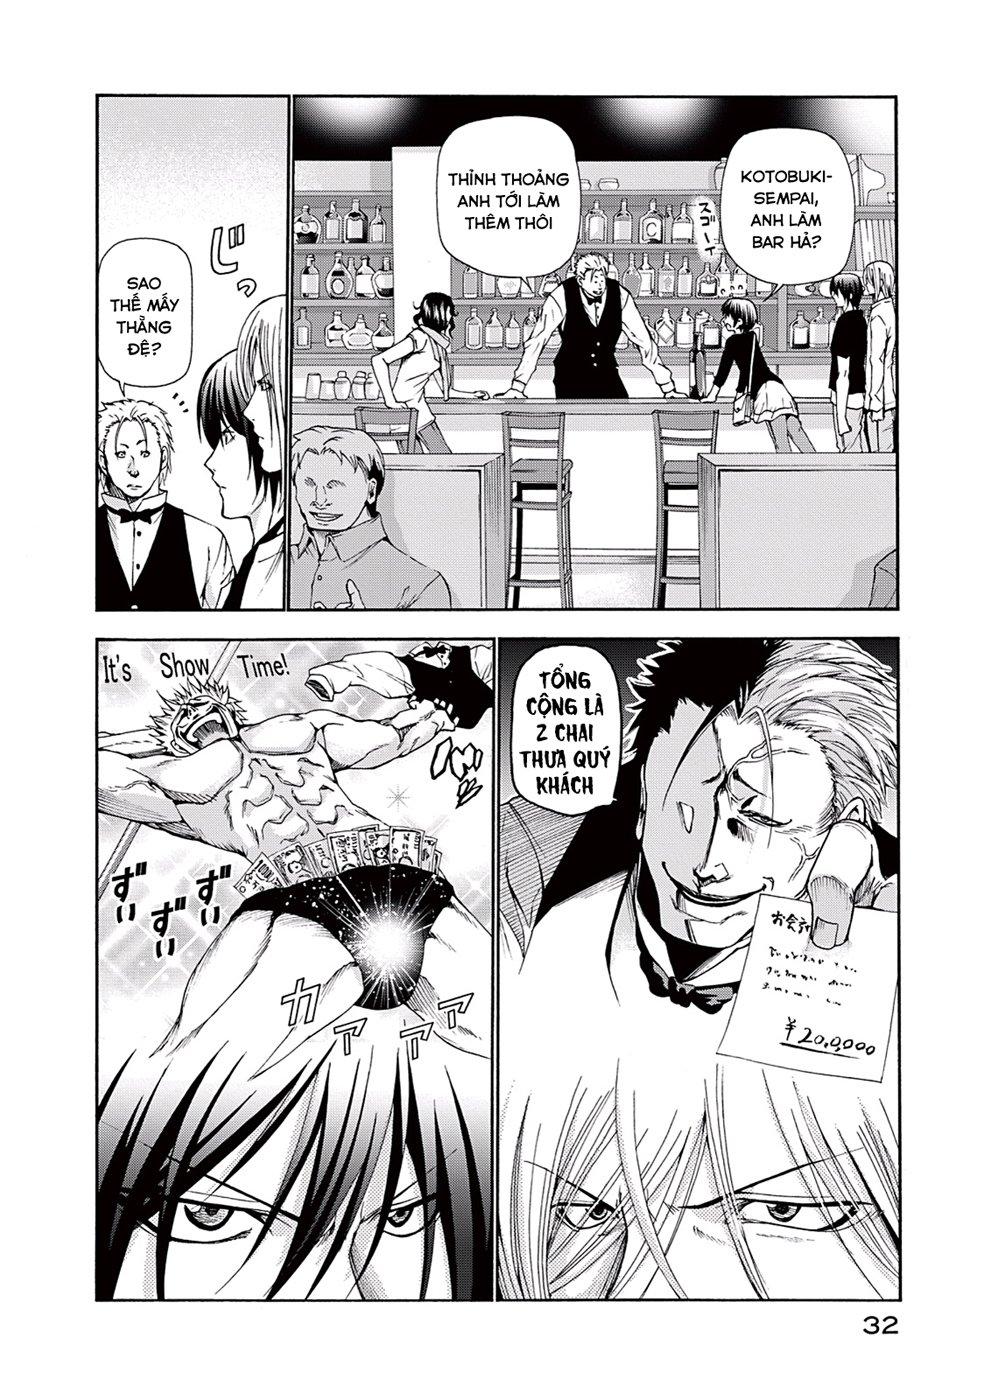 KOTOBUKI-
SEMPAI,
ANH LÀM
BAR HẢ?
スゴーイ
THỈNH THOẢNG
ANH TỚI LÀM
THÊM THÔI
じっ
SAO
THẾ MẤY
THẰNG
ĐỆ?
TỔNG
CỘNG LÀ
2 CHAI
THƯA QUÝ
KHÁCH
お会計
¥200,000
It's Show Time!
ずぃ
ずぃ
ずぃ
カァァァ
32